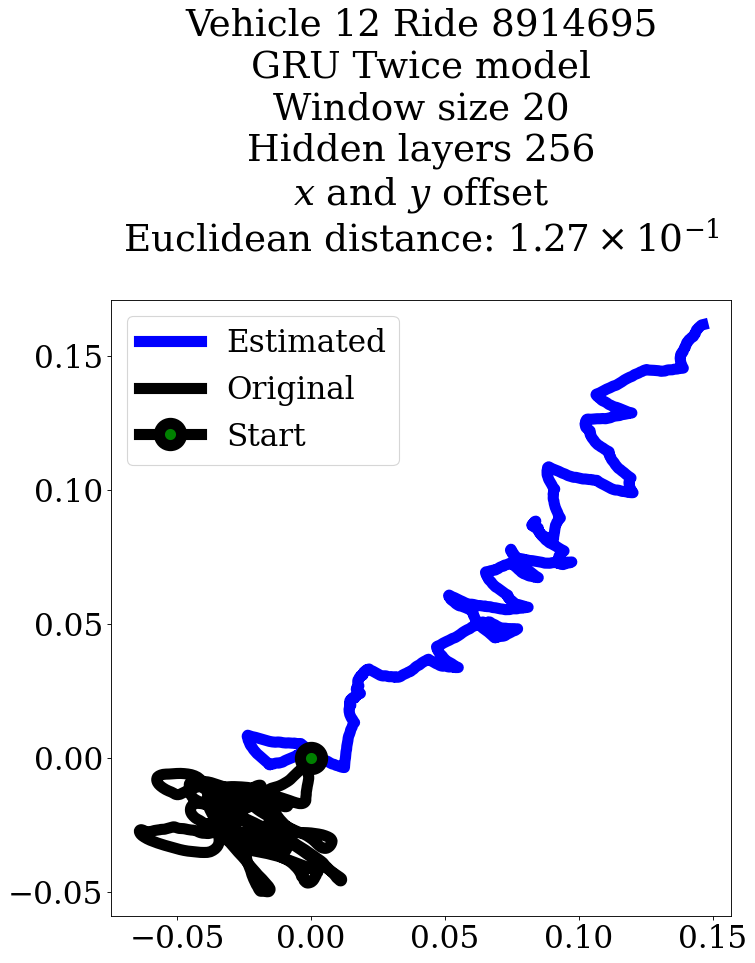 Vehicle 12 Ride 8914695
GRU Twice model
Window size 20
Hidden layers 256
x and y offset
Euclidean distance: 1.27 × 10⁻¹
Estimated
Original
Start
0.15
0.10
0.05
0.00
−0.05
−0.05 0.00 0.05 0.10 0.15